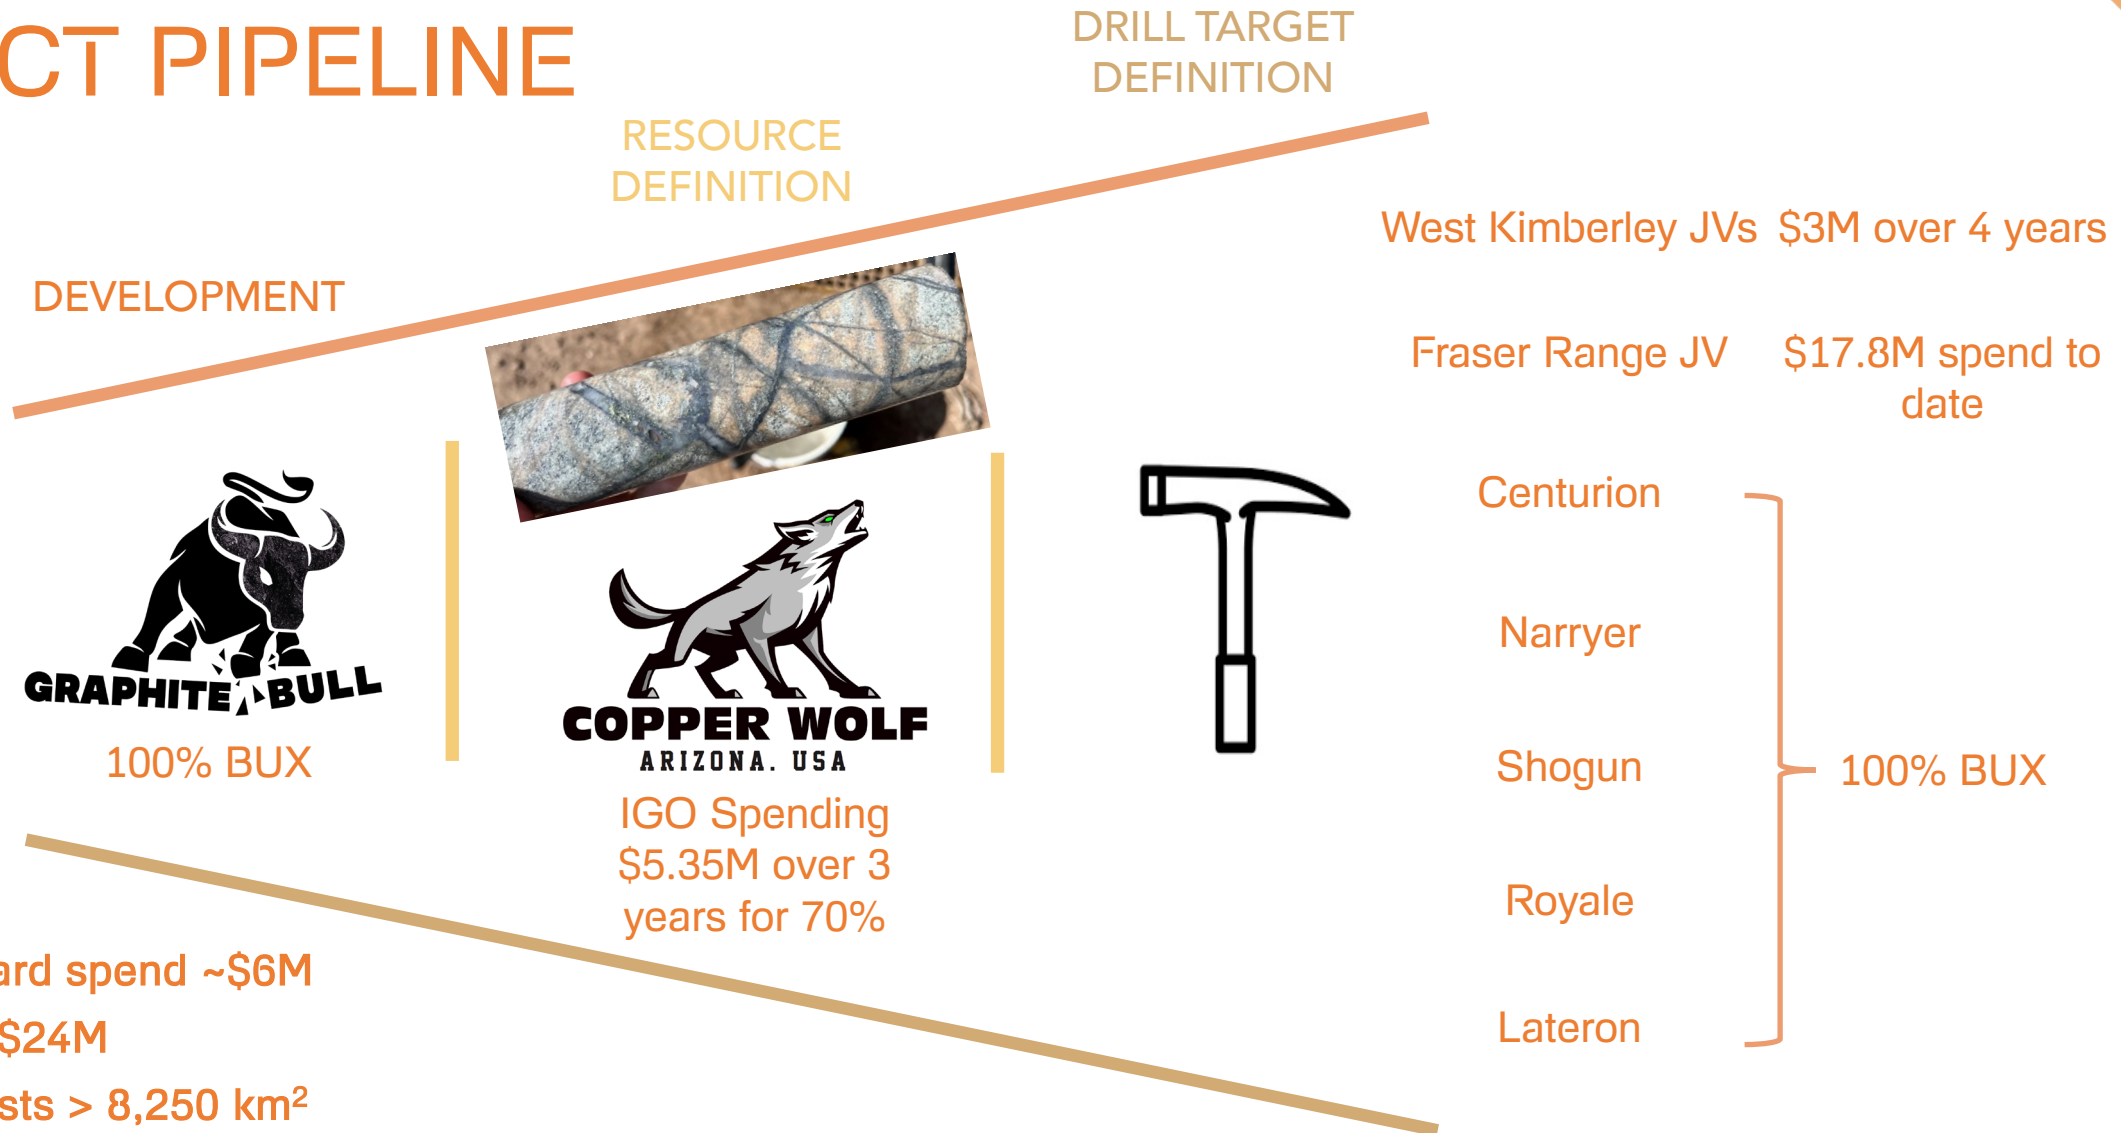 CT PIPELINE
DRILL TARGET
DEFINITION
RESOURCE
DEFINITION
DEVELOPMENT
West Kimberley JVs $3M over 4 years
Fraser Range JV $17.8M spend to
date
GRAPHITE BULL
100% BUX
COPPER WOLF
ARIZONA. USA
IGO Spending
$5.35M over 3
years for 70%
Centurion
Narryer
Shogun
Royale
Lateron
100% BUX
ard spend ~$6M
$24M
sts > 8,250 km²